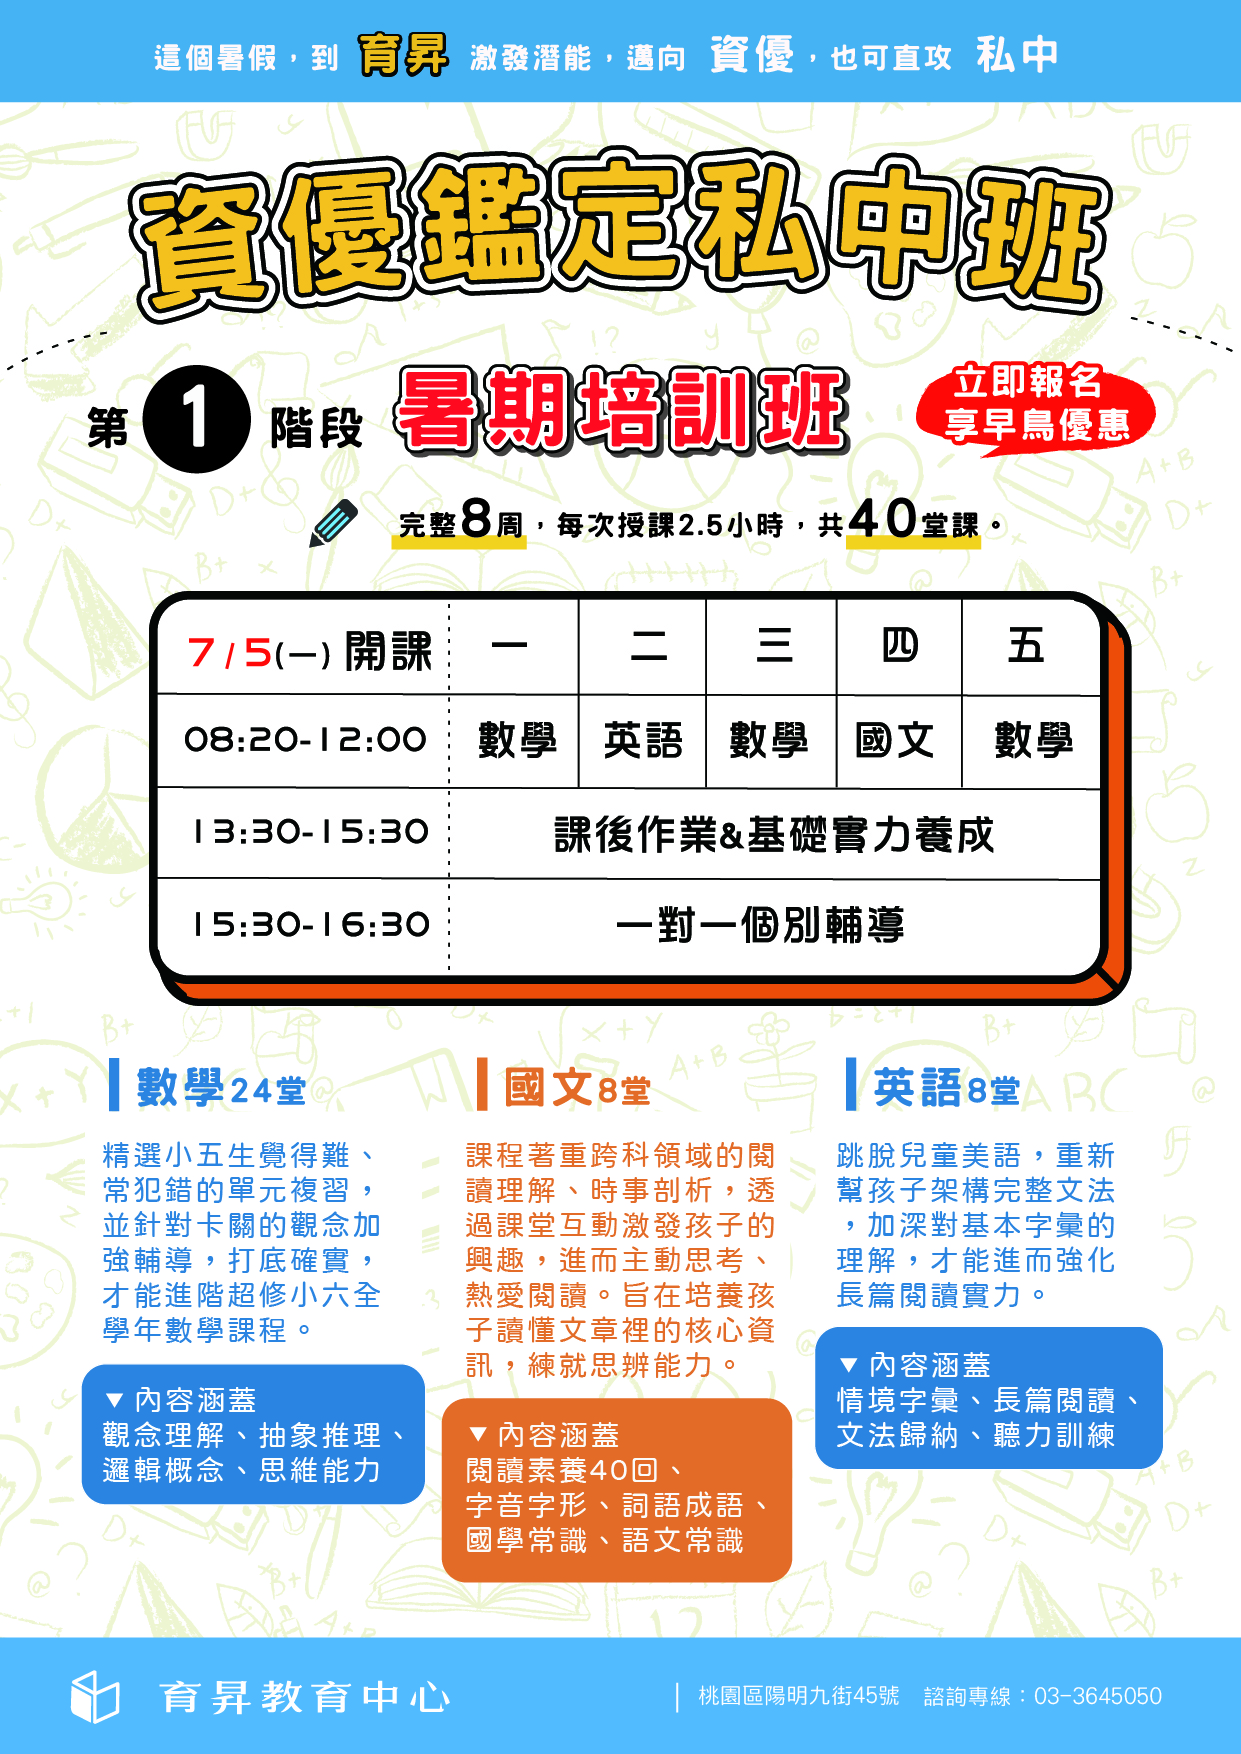 這個暑假，到 育昇 激發潛能，邁向 資優，也可直攻 私中
資優鑑定私中班
第 1 階段 暑期培訓班
立即報名
享早鳥優惠
完整8周，每次授課2.5小時，共40堂課。
7/5(一) 開課 一 二 三 四 五
08:20-12:00 數學 英語 數學 國文 數學
13:30-15:30 課後作業&基礎實力養成
15:30-16:30 一對一個別輔導
數學24堂
精選小五生覺得難、
常犯錯的單元複習，
並針對卡關的觀念加
強輔導，打底確實，
才能進階超修小六全
學年數學課程。
▼內容涵蓋
觀念理解、抽象推理、
邏輯概念、思維能力
國文8堂
課程著重跨科領域的閱
讀理解、時事剖析，透
過課堂互動激發孩子的
興趣，進而主動思考、
熱愛閱讀。旨在培養孩
子讀懂文章裡的核心資
訊，練就思辨能力。
▼內容涵蓋
閱讀素養40回、
字音字形、詞語成語、
國學常識、語文常識
英語8堂
跳脫兒童美語，重新
幫孩子架構完整文法
，加深對基本字彙的
理解，才能進而強化
長篇閱讀實力。
▼內容涵蓋
情境字彙、長篇閱讀、
文法歸納、聽力訓練
育昇教育中心
桃園區陽明九街45號 諮詢專線：03-3645050